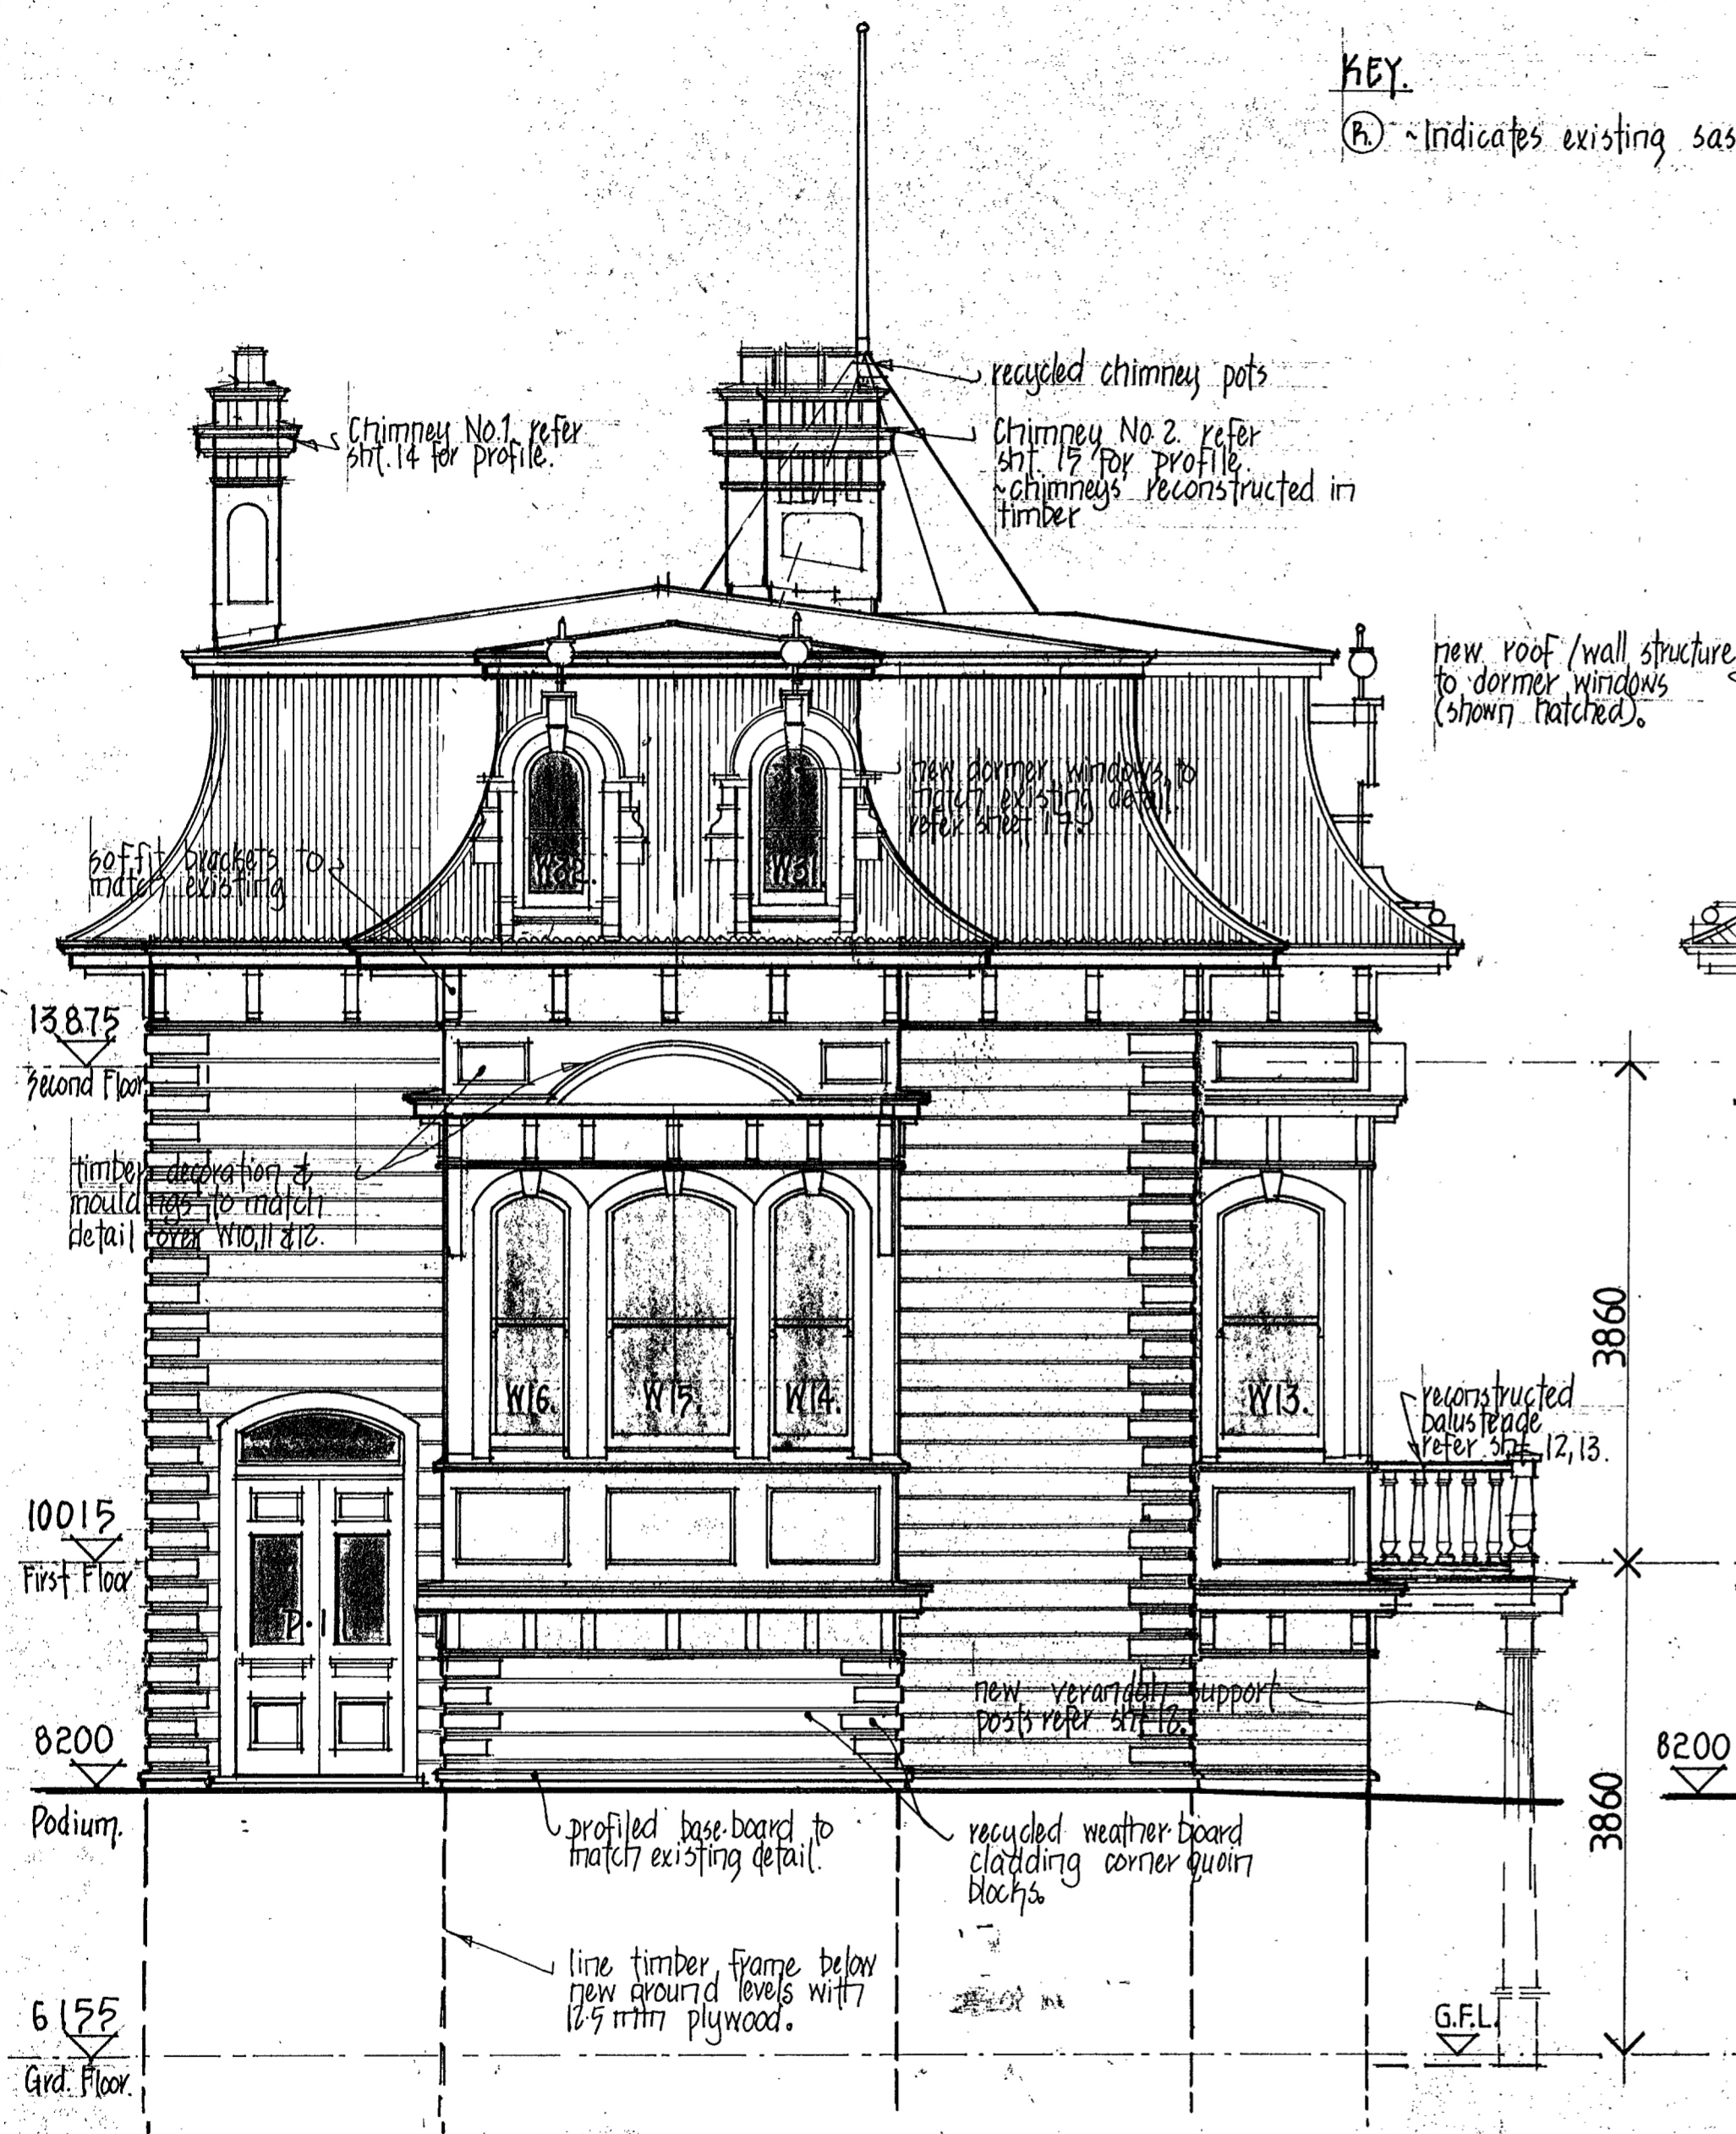 KEY.
R. ~Indicates existing sas
recycled chimney pots
Chimney No.1 refer
sht. 14 for profile.
Chimney No. 2. refer
sht. 15 for profile.
~chimneys reconstructed in
timber
new roof/wall structure
to dormer windows
(shown hatched).
new dormer windows to
match existing detail.
refer sheet 17.
W32.
W31.
soffit brackets to
match existing
13875
Second Floor
timber decoration &
mouldings to match
detail over W10,11 &12.
3860
W16.
W15.
W14.
W13.
reconstructed
balusteade
refer sht. 12,13.
10015
First Floor
D.1
new verandah support
posts refer sht 12.
8200
Podium.
8200
3860
profiled base-board to
match existing detail.
recycled weather-board
cladding corner quoin
blocks.
line timber frame below
new ground levels with
12.5 mm plywood.
6155
Grd. Floor.
G.F.L.